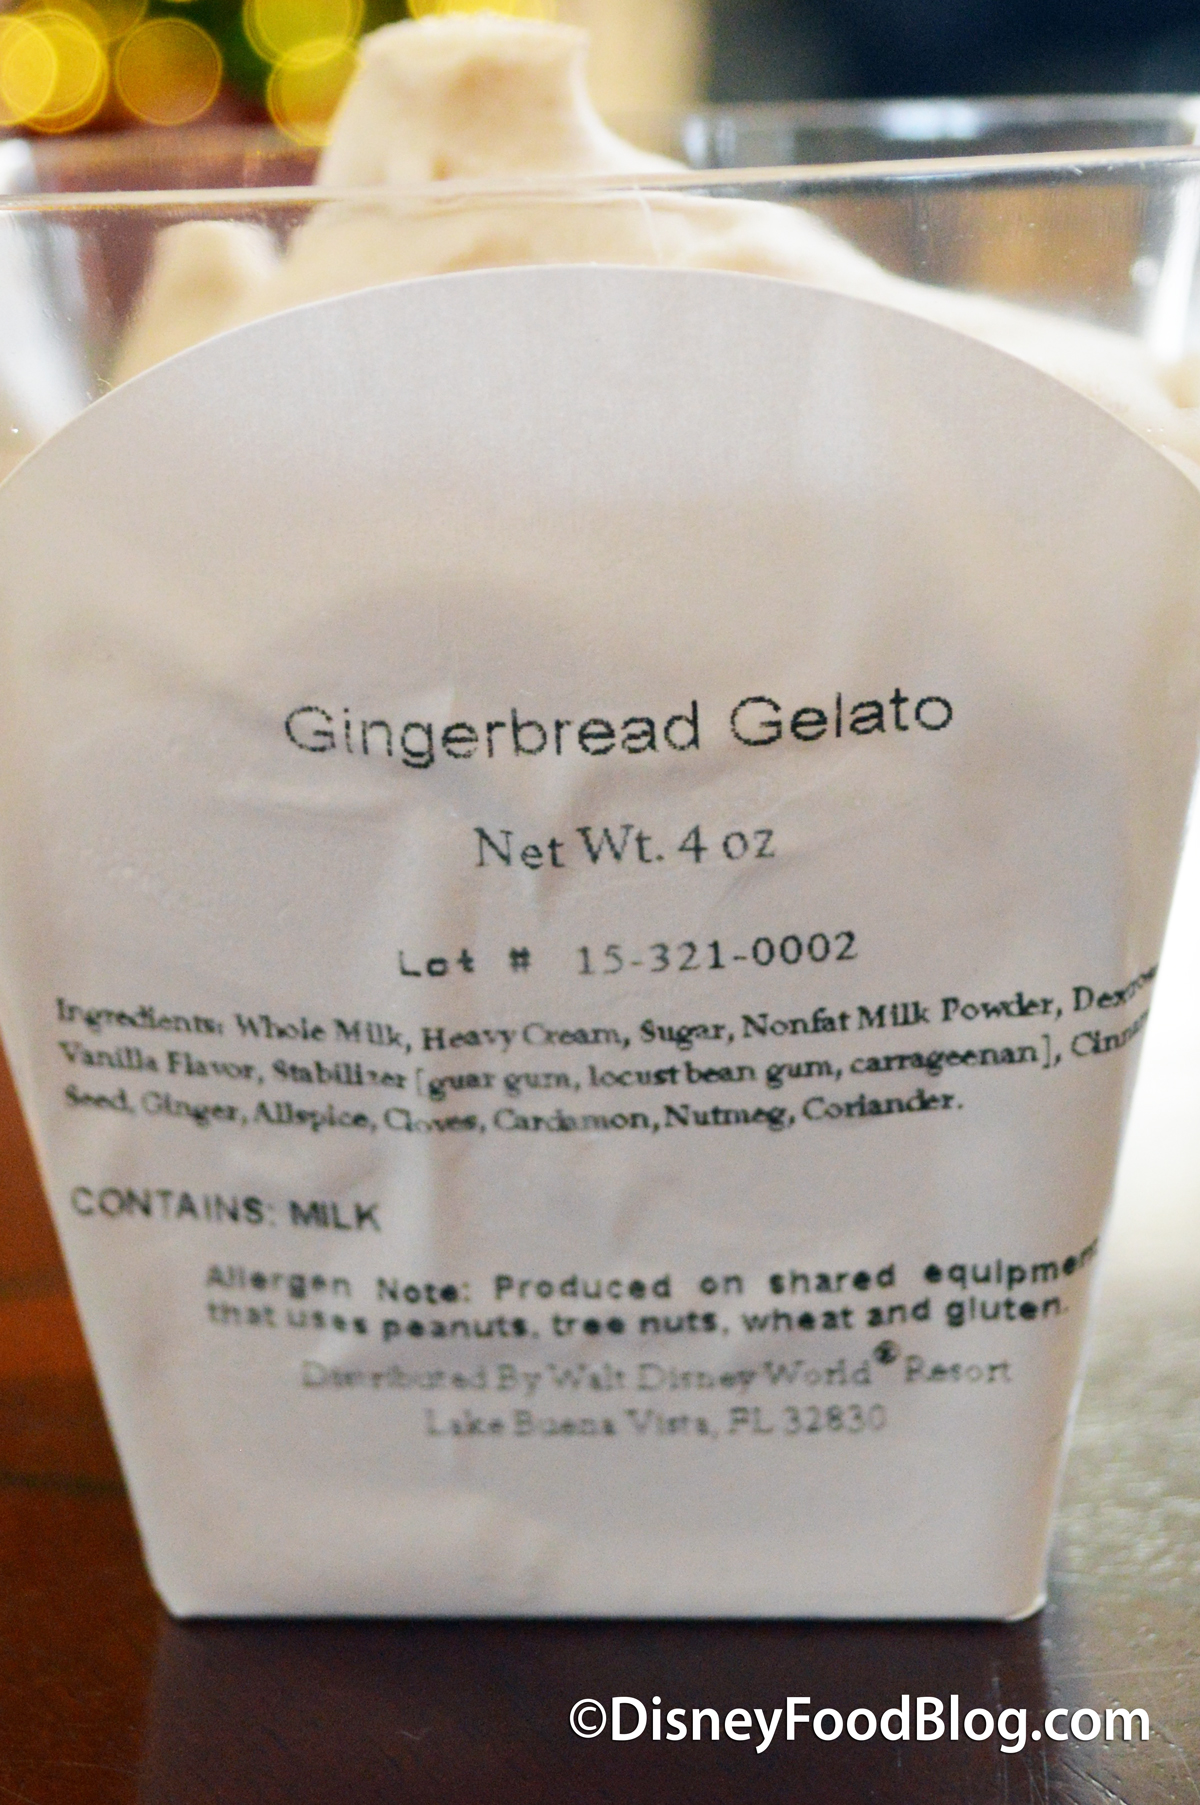 Gingerbread Gelato
Net Wt. 4 oz
Lot # 15-321-0002
Ingredients: Whole Milk, Heavy Cream, Sugar, Nonfat Milk Powder,
Vanilla Flavor, Stabilizer [guar gum, locust bean gum, carrageenan],
Seed, Ginger, Allspice, Cloves, Cardamon, Nutmeg, Coriander.
CONTAINS: MILK
Allergen Note: Produced on shared equipment
that uses peanuts, tree nuts, wheat and gluten.
Distributed By Walt Disney World® Resort
Lake Buena Vista, FL 32830
©DisneyFoodBlog.com